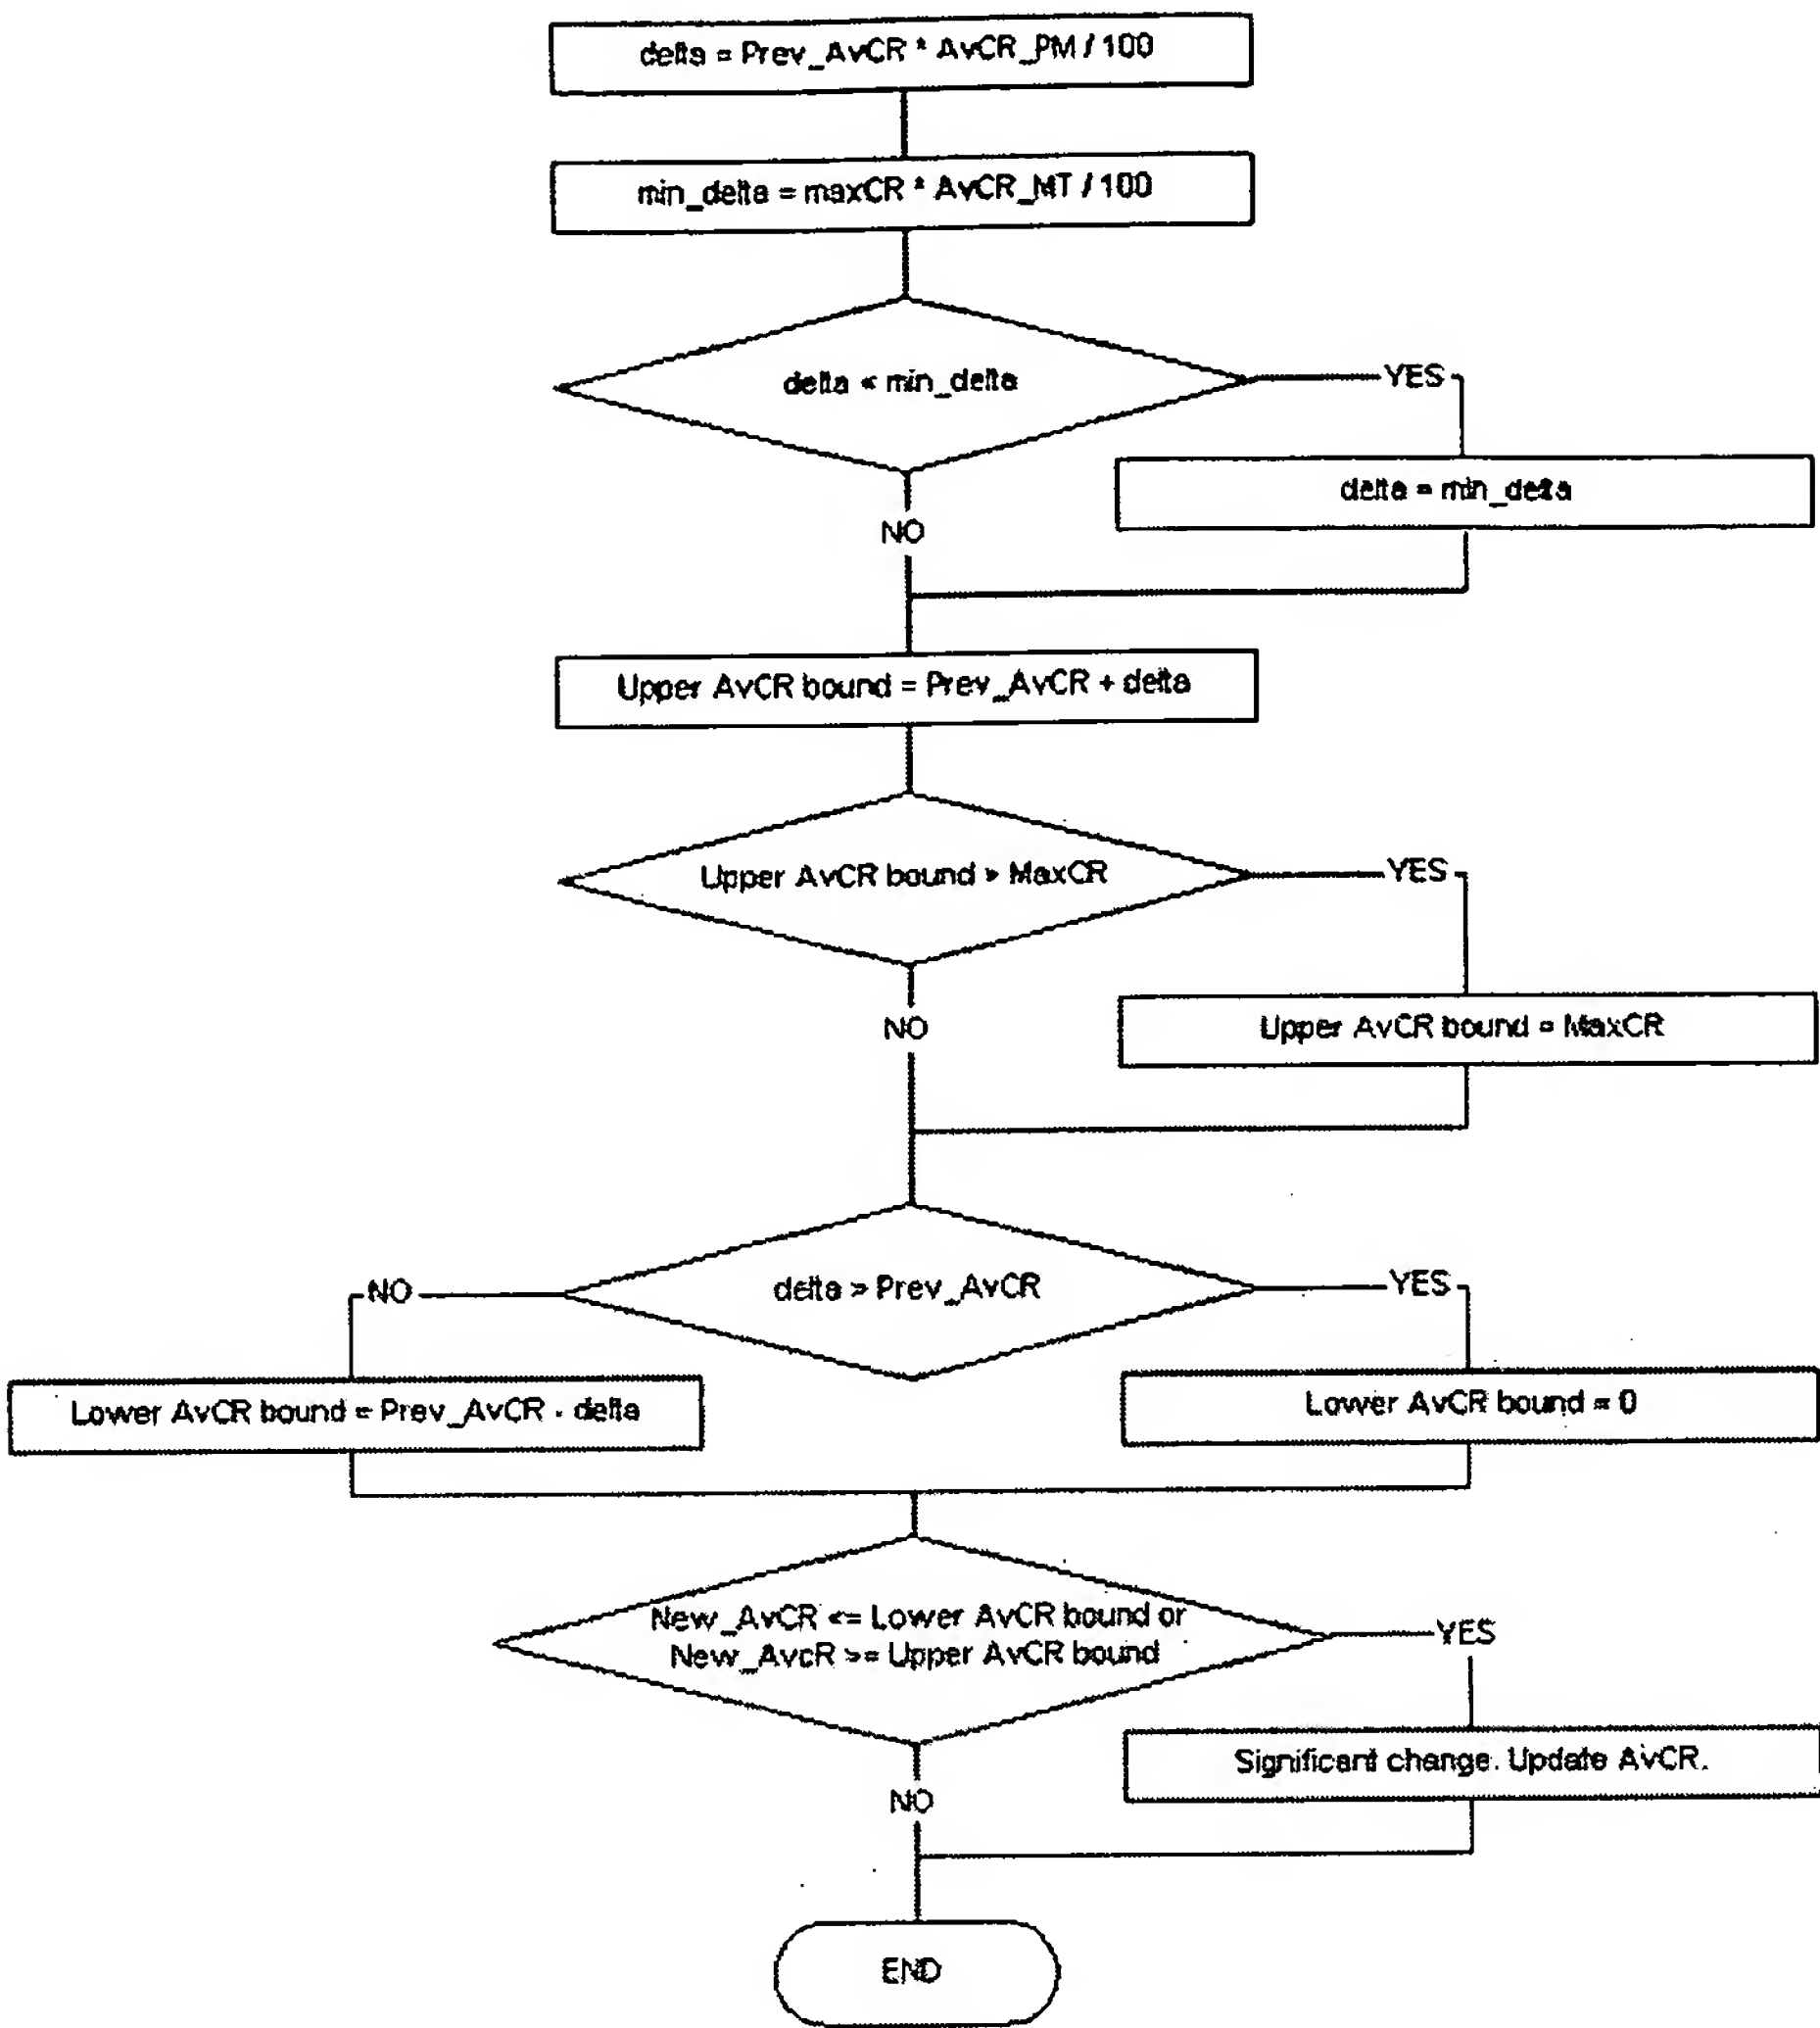 delta = Prev_AvCR * AvCR_PM / 100
min_delta = maxCR * AvCR_MT / 100
delta < min_delta
YES
delta = min_delta
NO
Upper AvCR bound = Prev_AvCR + delta
Upper AvCR bound > MaxCR
YES
NO
Upper AvCR bound = MaxCR
NO
delta > Prev_AvCR
YES
Lower AvCR bound = Prev_AvCR - delta
Lower AvCR bound = 0
New_AvCR <= Lower AvCR bound or
New_AvcR >= Upper AvCR bound
YES
Significant change. Update AvCR.
NO
END